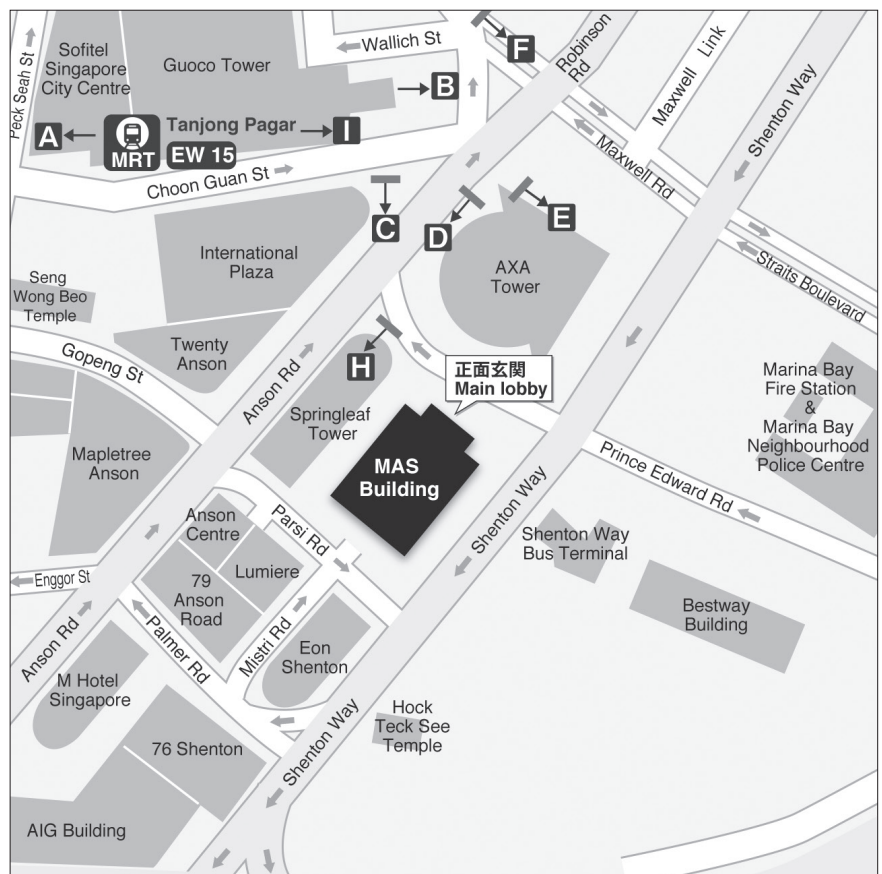 Peck Seah St
Sofitel
Singapore
City Centre
Guoco Tower
Wallich St
F
Robinson
Rd
Maxwell Link
Shenton Way
B
A
MRT
Tanjong Pagar
EW 15
I
Choon Guan St
Maxwell Rd
C
D
E
International
Plaza
AXA
Tower
Straits Boulevard
Seng
Wong Beo
Temple
Gopeng St
Twenty
Anson
Anson Rd
H
正面玄関
Main lobby
Springleaf
Tower
Marina Bay
Fire Station
&
Marina Bay
Neighbourhood
Police Centre
Mapletree
Anson
MAS
Building
Prince Edward Rd
Shenton Way
Anson
Centre
Parsi Rd
Shenton Way
Bus Terminal
Enggor St
79
Anson
Road
Lumiere
Bestway
Building
Anson Rd
Palmer Rd
Mistri Rd
Eon
Shenton
M Hotel
Singapore
Hock
Teck See
Temple
76 Shenton
Shenton Way
AIG Building